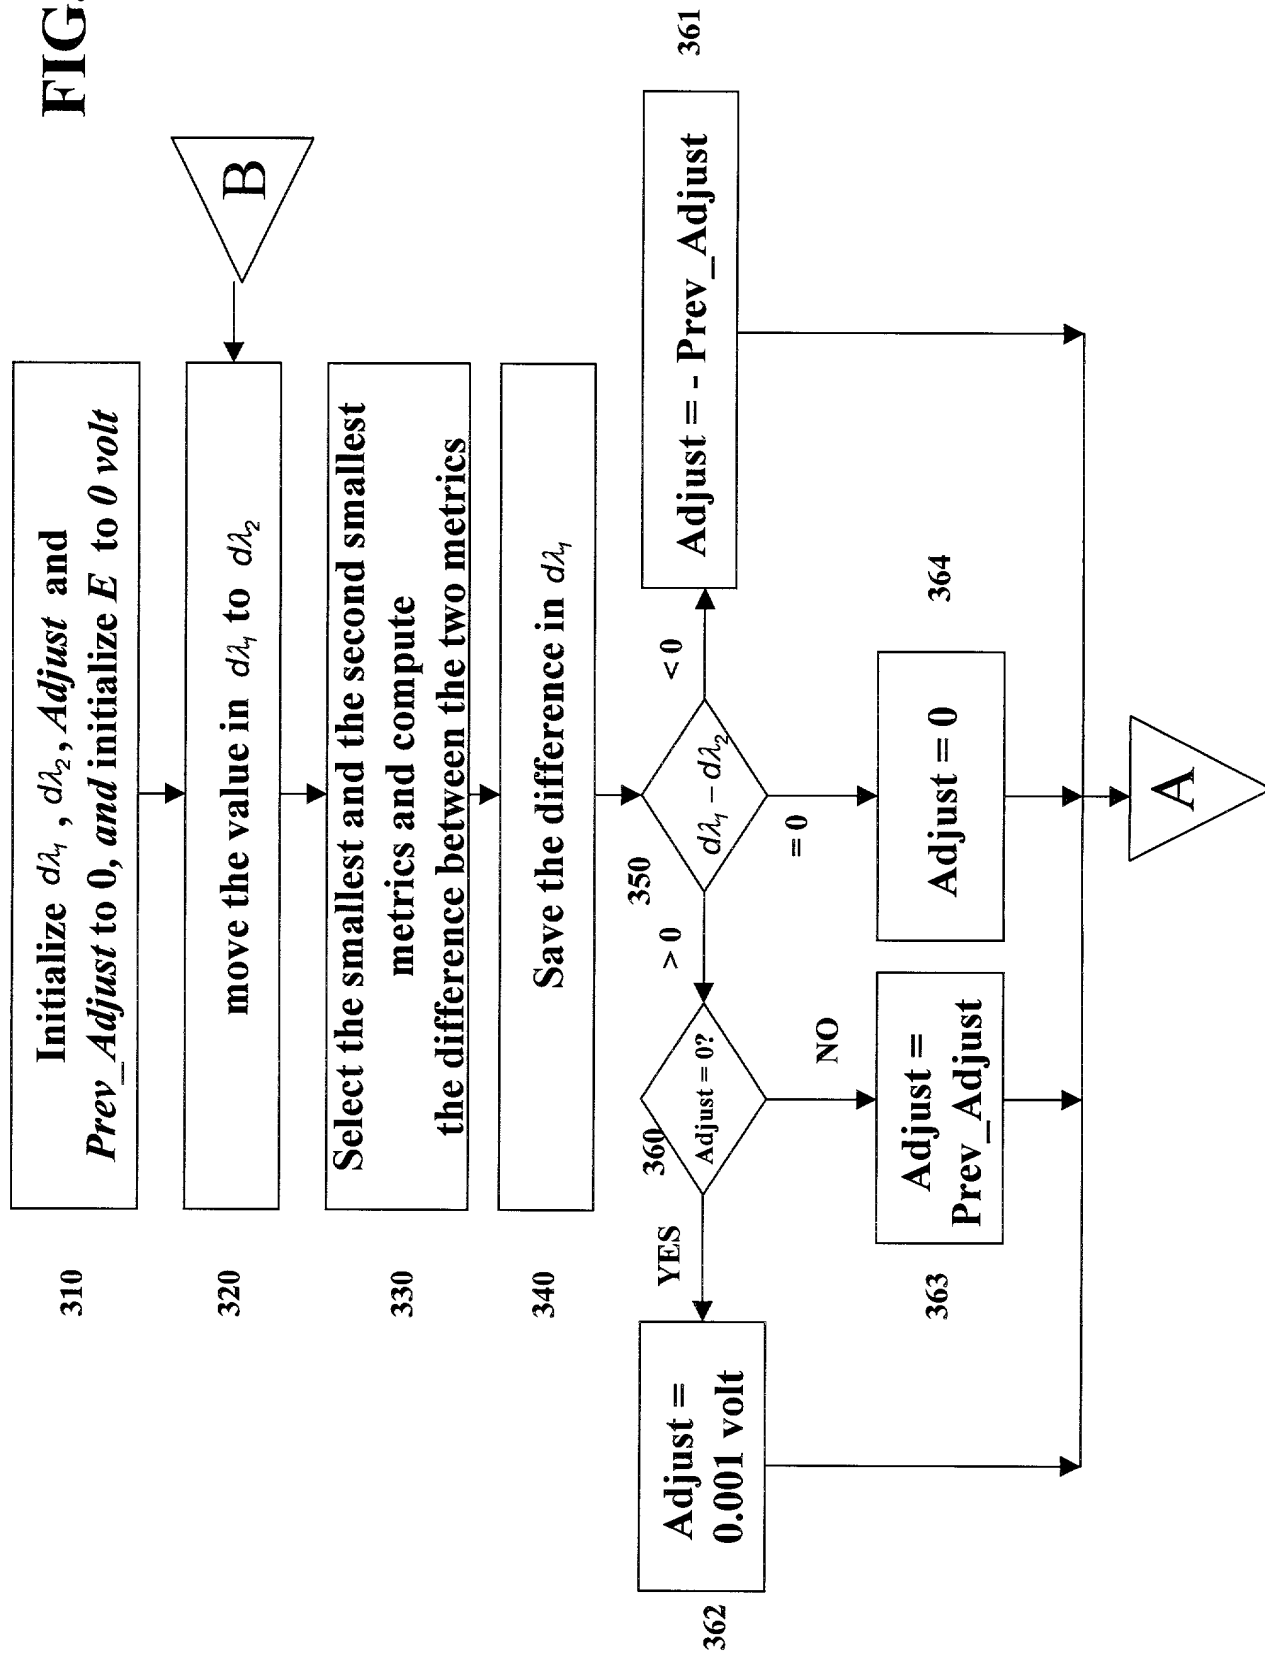 FIG.
310
Initialize dλ₁, dλ₂, Adjust and
Prev_Adjust to 0, and initialize E to 0 volt
B
320
move the value in dλ₁ to dλ₂
330
Select the smallest and the second smallest
metrics and compute
the difference between the two metrics
340
Save the difference in dλ₁
350
dλ₁ – dλ₂
> 0
= 0
< 0
360
Adjust = 0?
YES
NO
362
Adjust =
0.001 volt
363
Adjust =
Prev_Adjust
364
Adjust = 0
361
Adjust = - Prev_Adjust
A